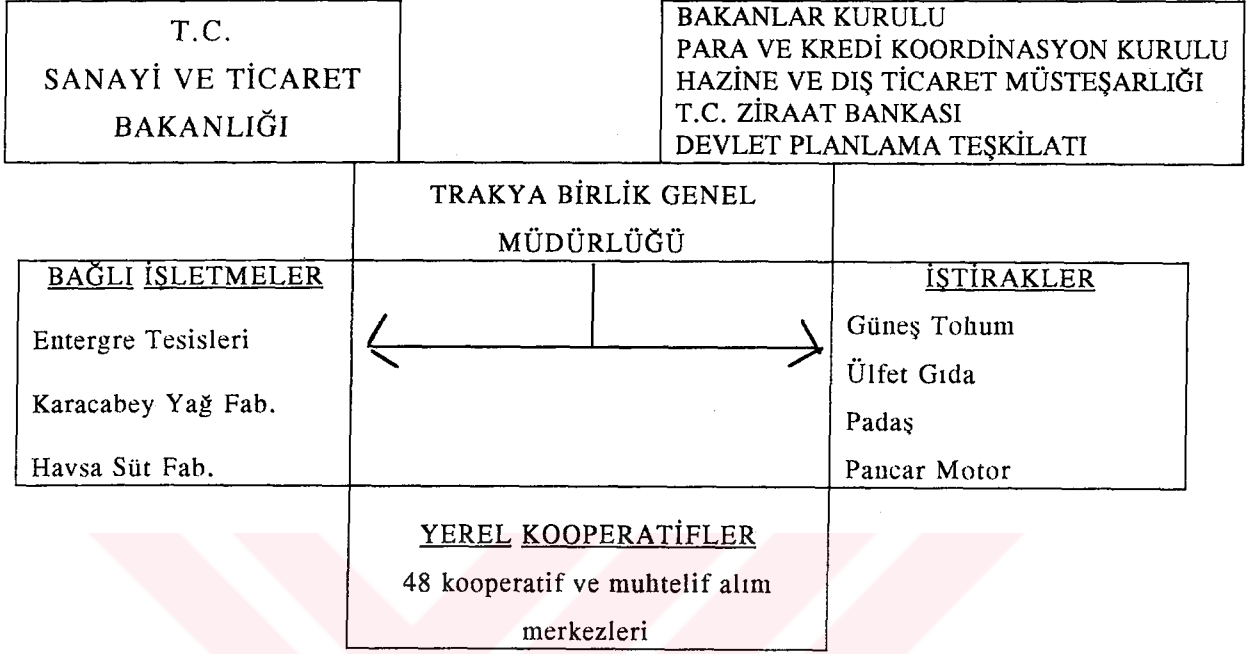 T.C.
SANAYİ VE TİCARET
BAKANLIĞI
BAKANLAR KURULU
PARA VE KREDİ KOORDİNASYON KURULU
HAZİNE VE DIŞ TİCARET MÜSTEŞARLIĞI
T.C. ZİRAAT BANKASI
DEVLET PLANLAMA TEŞKİLATI
TRAKYA BİRLİK GENEL
MÜDÜRLÜĞÜ
BAĞLI İŞLETMELER
Entergre Tesisleri
Karacabey Yağ Fab.
Havsa Süt Fab.
İŞTİRAKLER
Güneş Tohum
Ülfet Gıda
Padaş
Pancar Motor
YEREL KOOPERATİFLER
48 kooperatif ve muhtelif alım
merkezleri